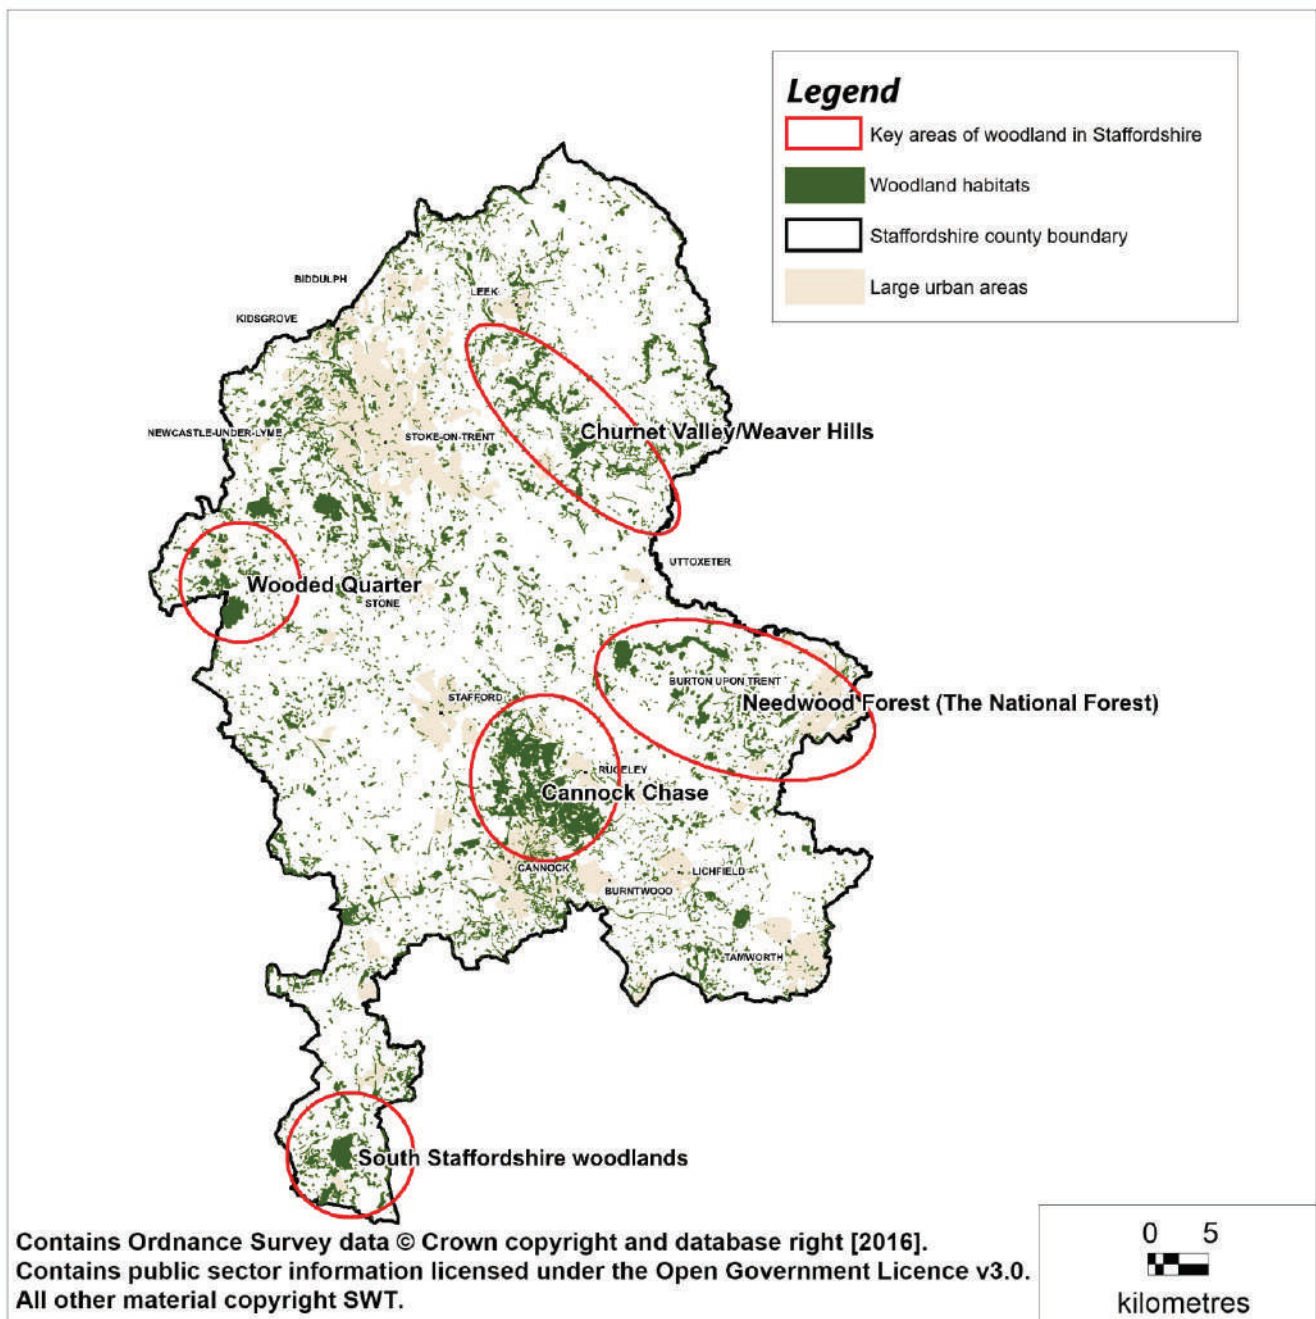 Legend
Key areas of woodland in Staffordshire
Woodland habitats
Staffordshire county boundary
Large urban areas
BIDDULPH
LEEK
KIDSGROVE
NEWCASTLE-UNDER-LYME
STOKE-ON-TRENT
Churnet Valley/Weaver Hills
UTTOXETER
Wooded Quarter
STONE
BURTON UPON TRENT
STAFFORD
Needwood Forest (The National Forest)
RUGELEY
Cannock Chase
CANNOCK
LICHFIELD
BURNTWOOD
TAMWORTH
South Staffordshire woodlands
Contains Ordnance Survey data © Crown copyright and database right [2016].
Contains public sector information licensed under the Open Government Licence v3.0.
All other material copyright SWT.
0 5
kilometres